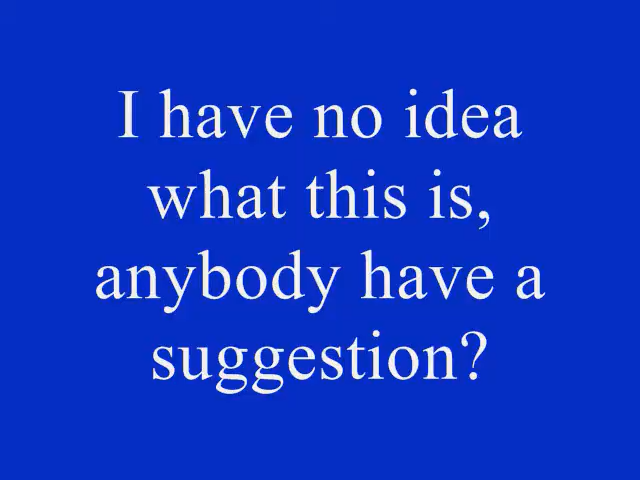 I have no idea
what this is,
anybody have a
suggestion?